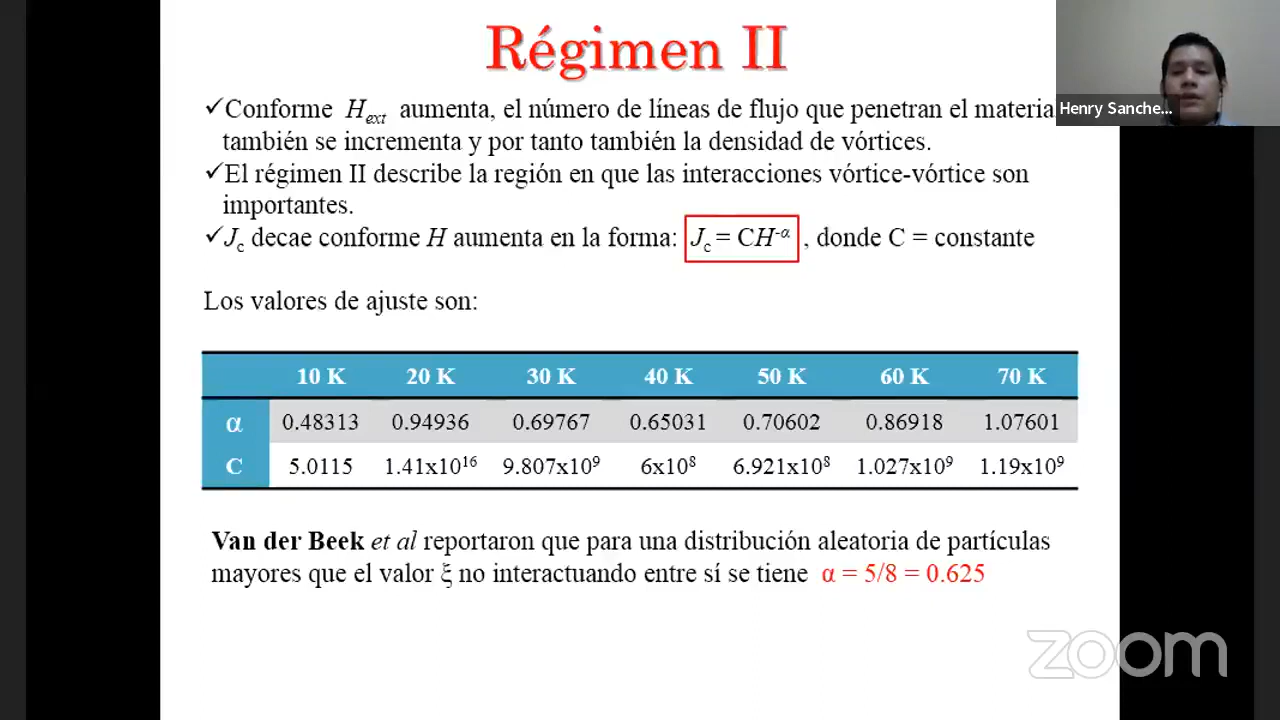 Régimen II
✓Conforme H_ext aumenta, el número de líneas de flujo que penetran el materia
también se incrementa y por tanto también la densidad de vórtices.
✓El régimen II describe la región en que las interacciones vórtice-vórtice son
importantes.
✓J_c decae conforme H aumenta en la forma: J_c = CH^-α , donde C = constante
Los valores de ajuste son:
10 K 20 K 30 K 40 K 50 K 60 K 70 K
α 0.48313 0.94936 0.69767 0.65031 0.70602 0.86918 1.07601
C 5.0115 1.41x10^16 9.807x10^9 6x10^8 6.921x10^8 1.027x10^9 1.19x10^9
Van der Beek et al reportaron que para una distribución aleatoria de partículas
mayores que el valor ξ no interactuando entre sí se tiene α = 5/8 = 0.625
Henry Sanche...
zoom